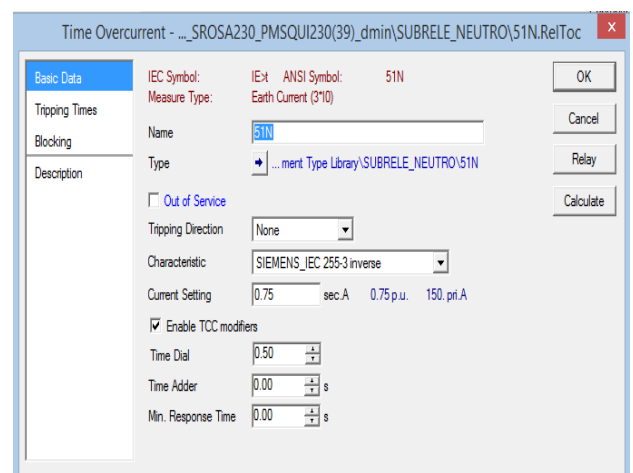 Time Overcurrent - ..._SROSA230_PMSQUI230(39)_dmin\SUBRELE_NEUTRO\51N.RelToc x
Basic Data
Tripping Times
Blocking
Description
IEC Symbol: IE>t ANSI Symbol: 51N
Measure Type: Earth Current (3*I0)
Name 51N
Type ... ment Type Library\SUBRELE_NEUTRO\51N
Out of Service
Tripping Direction None
Characteristic SIEMENS_IEC 255-3 inverse
Current Setting 0.75 sec.A 0.75 p.u. 150. pri.A
Enable TCC modifiers
Time Dial 0.50
Time Adder 0.00 s
Min. Response Time 0.00 s
OK
Cancel
Relay
Calculate